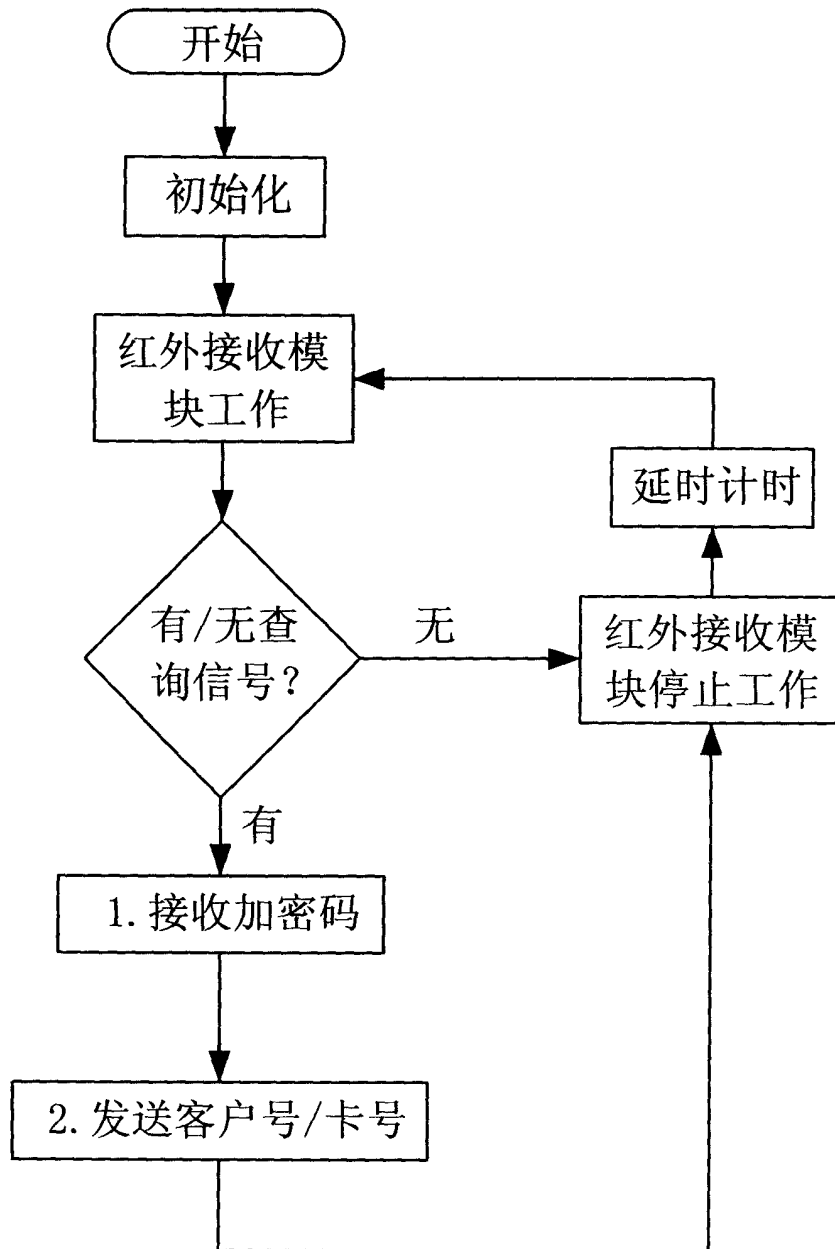 开始
初始化
红外接收模
块工作
延时计时
有/无查
询信号?
无
红外接收模
块停止工作
有
1.接收加密码
2.发送客户号/卡号